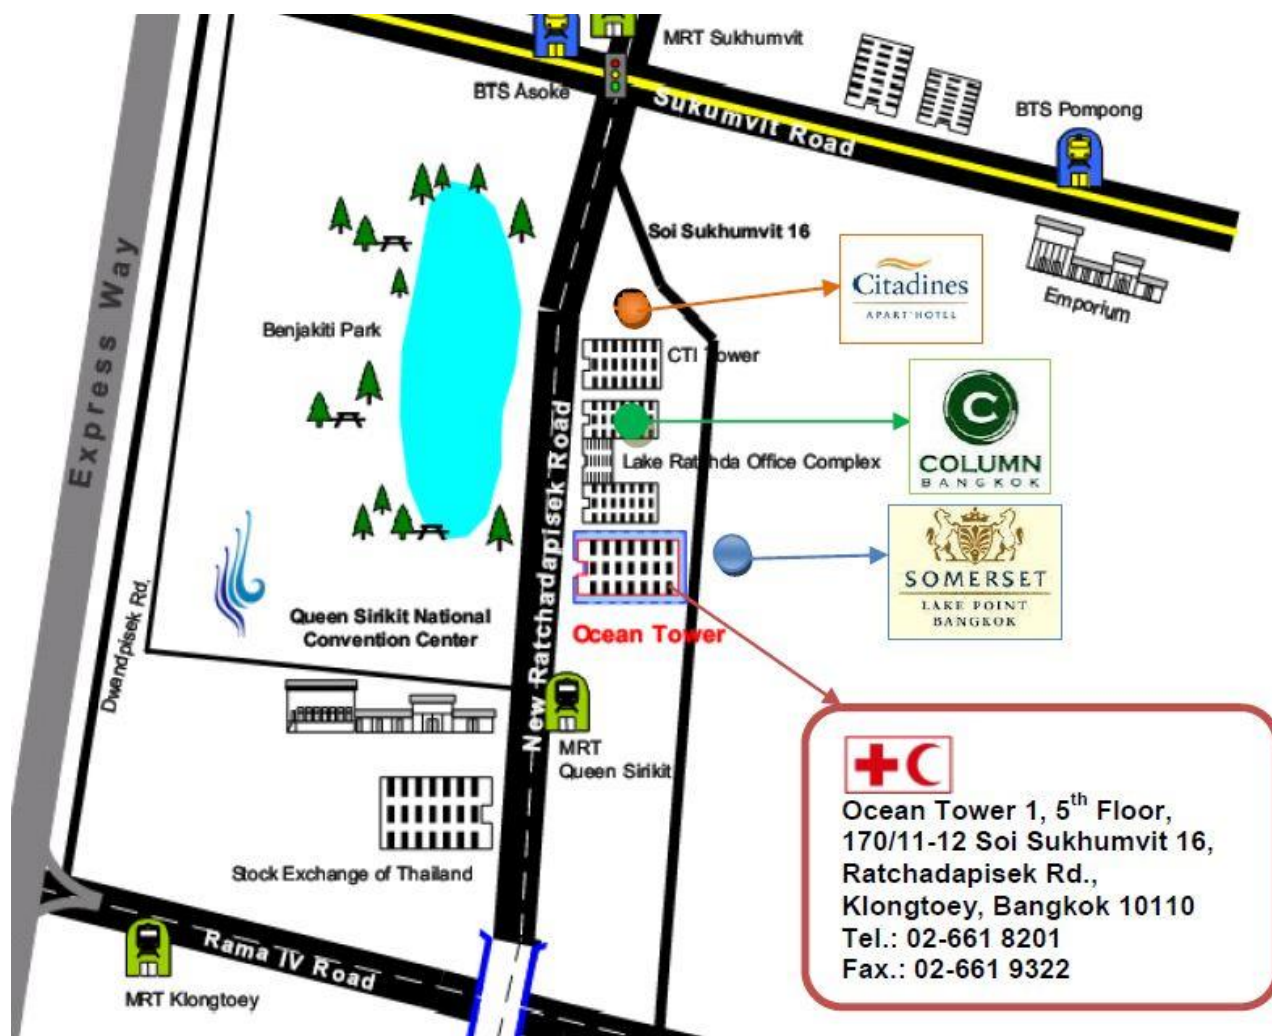 MRT Sukhumvit
BTS Asoke
Sukumvit Road
BTS Pompong
Soi Sukhumvit 16
Citadines
APART'HOTEL
Emporium
Express Way
Benjakiti Park
CTI Tower
C
COLUMN
BANGKOK
New Ratchadapisek Road
Lake Ratchda Office Complex
SOMERSET
LAKE POINT
BANGKOK
Queen Sirikit National
Convention Center
Ocean Tower
Dwandpisek Rd,
MRT
Queen Sirikit
Stock Exchange of Thailand
Ocean Tower 1, 5th Floor,
170/11-12 Soi Sukhumvit 16,
Ratchadapisek Rd.,
Klongtoey, Bangkok 10110
Tel.: 02-661 8201
Fax.: 02-661 9322
Rama IV Road
MRT Klongtoey